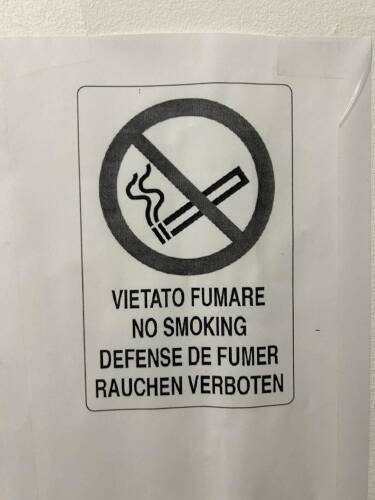 VIETATO FUMARE
NO SMOKING
DEFENSE DE FUMER
RAUCHEN VERBOTEN